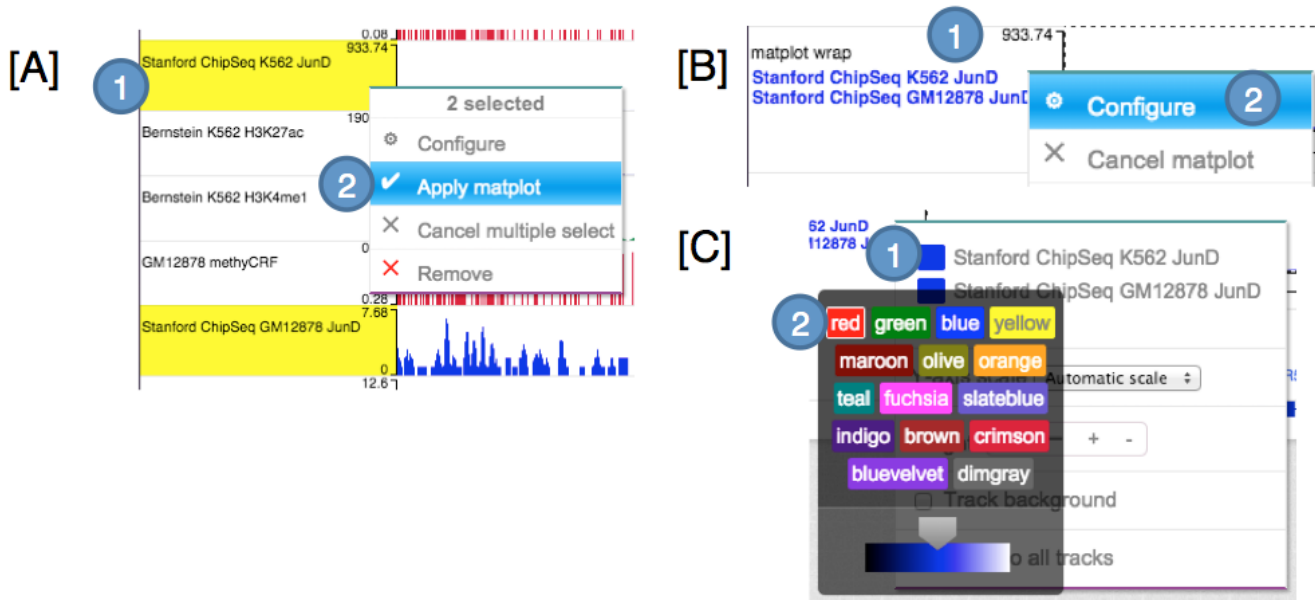 [A]
0.08
933.74
Stanford ChipSeq K562 JunD
1
2 selected
190
Bernstein K562 H3K27ac
Configure
2
Apply matplot
Bernstein K562 H3K4me1
Cancel multiple select
0
GM12878 methyCRF
Remove
0.28
7.68
Stanford ChipSeq GM12878 JunD
0
12.6
[B]
1
933.74
matplot wrap
Stanford ChipSeq K562 JunD
Stanford ChipSeq GM12878 JunD
Configure
2
Cancel matplot
[C]
62 JunD
12878
1
Stanford ChipSeq K562 JunD
Stanford ChipSeq GM12878 JunD
2
red green blue yellow
maroon olive orange
Automatic scale
teal fuchsia slateblue
indigo brown crimson
+ -
bluevelvet dimgray
Track background
o all tracks